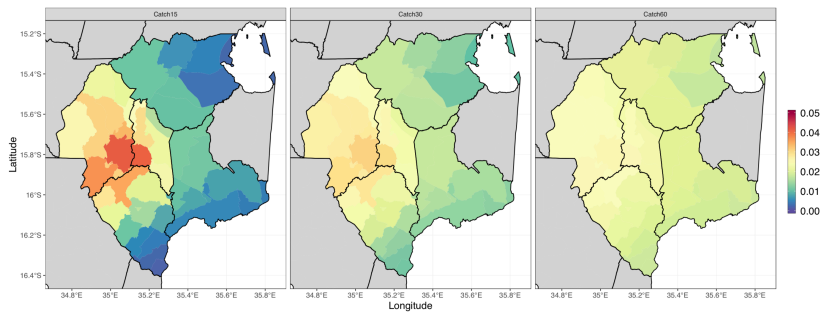 Catch15 Catch30 Catch60
15.2°S
15.4°S
15.6°S
15.8°S
16°S
16.2°S
16.4°S
Latitude
0.05
0.04
0.03
0.02
0.01
0.00
34.8°E 35°E 35.2°E 35.4°E 35.6°E 35.8°E 34.8°E 35°E 35.2°E 35.4°E 35.6°E 35.8°E 34.8°E 35°E 35.2°E 35.4°E 35.6°E 35.8°E
Longitude